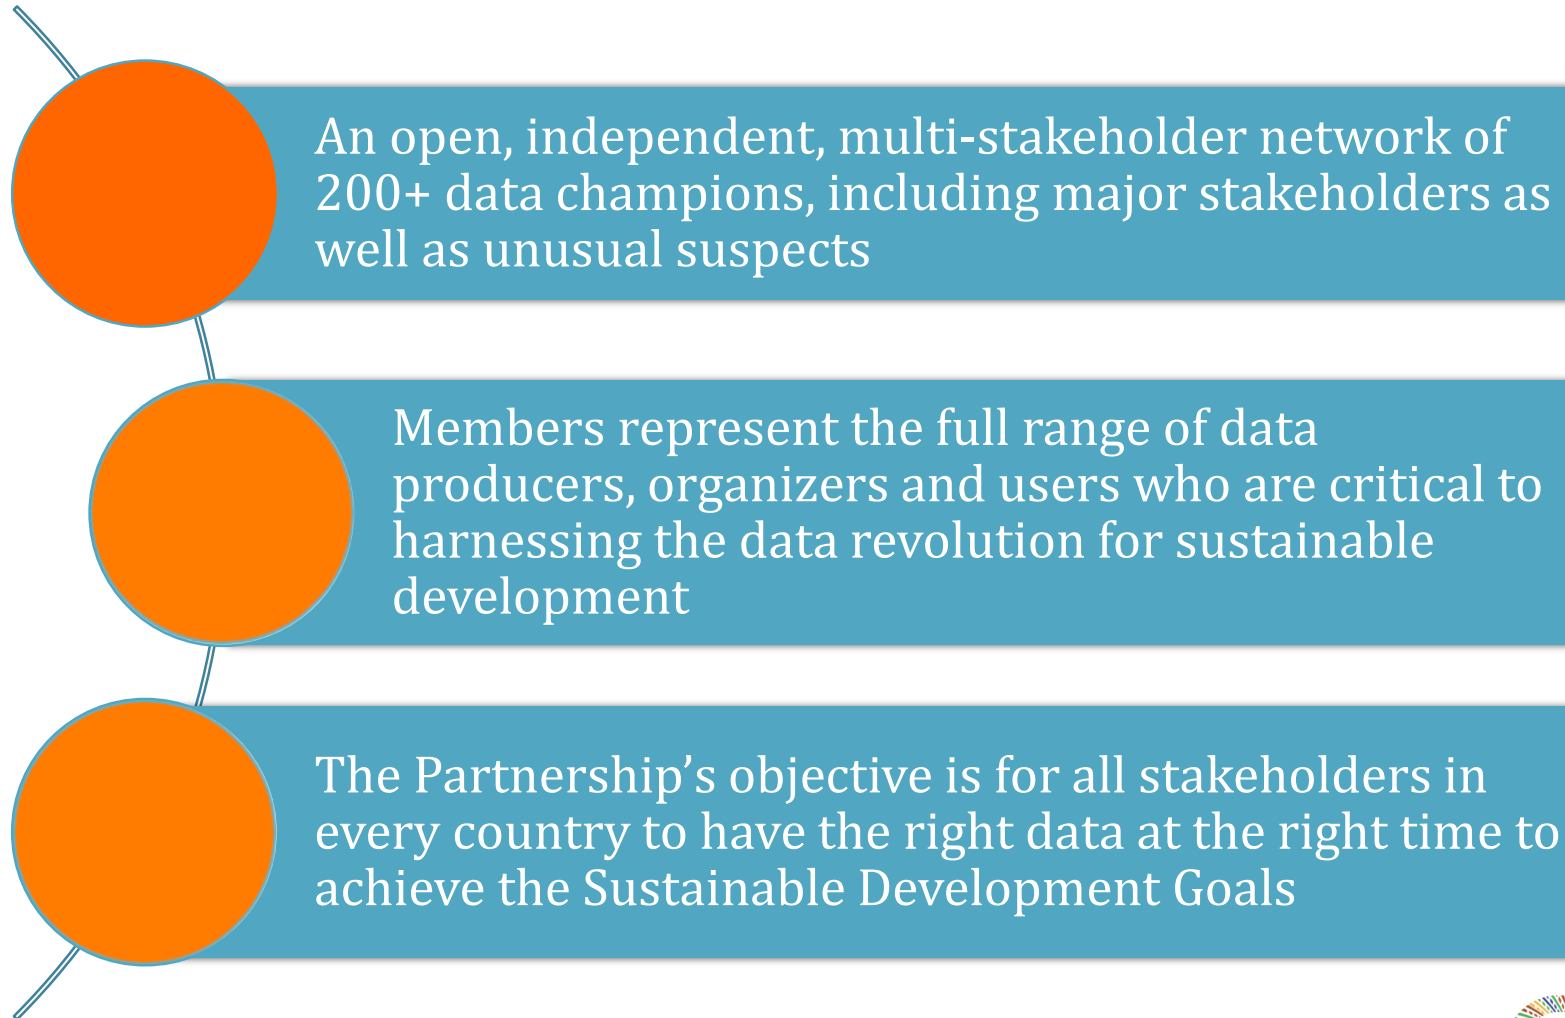 An open, independent, multi-stakeholder network of
200+ data champions, including major stakeholders as
well as unusual suspects
Members represent the full range of data
producers, organizers and users who are critical to
harnessing the data revolution for sustainable
development
The Partnership’s objective is for all stakeholders in
every country to have the right data at the right time to
achieve the Sustainable Development Goals